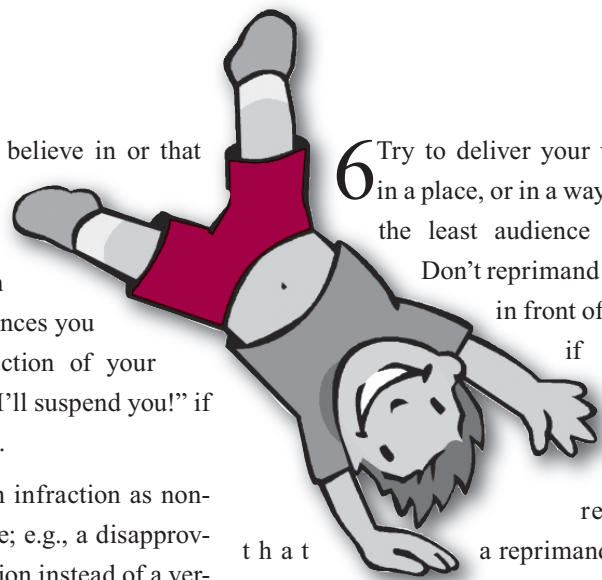 believe in or that
nces you
ction of your
I'll suspend you!" if
.
n infraction as non-
e; e.g., a disapprov-
ion instead of a ver-
6 Try to deliver your
in a place, or in a way
the least audience
Don't reprimand
in front of
if
re
that a reprimand